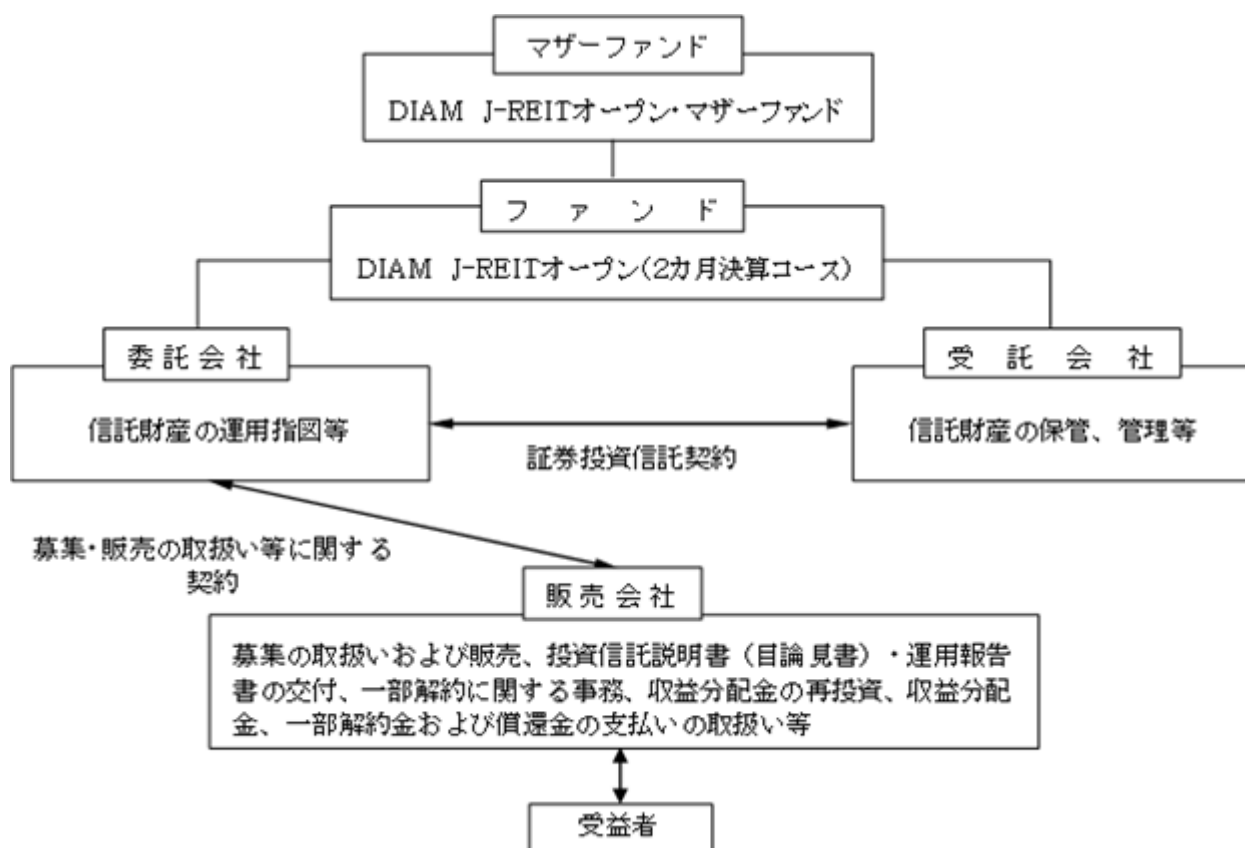 マザーファンド
DIAM J-REITオープン・マザーファンド
ファンド
DIAM J-REITオープン(2カ月決算コース)
委託会社
受託会社
信託財産の運用指図等
信託財産の保管、管理等
証券投資信託契約
募集・販売の取扱い等に関する
契約
販売会社
募集の取扱いおよび販売、投資信託説明書（目論見書）・運用報告
書の交付、一部解約に関する事務、収益分配金の再投資、収益分配
金、一部解約金および償還金の支払いの取扱い等
受益者